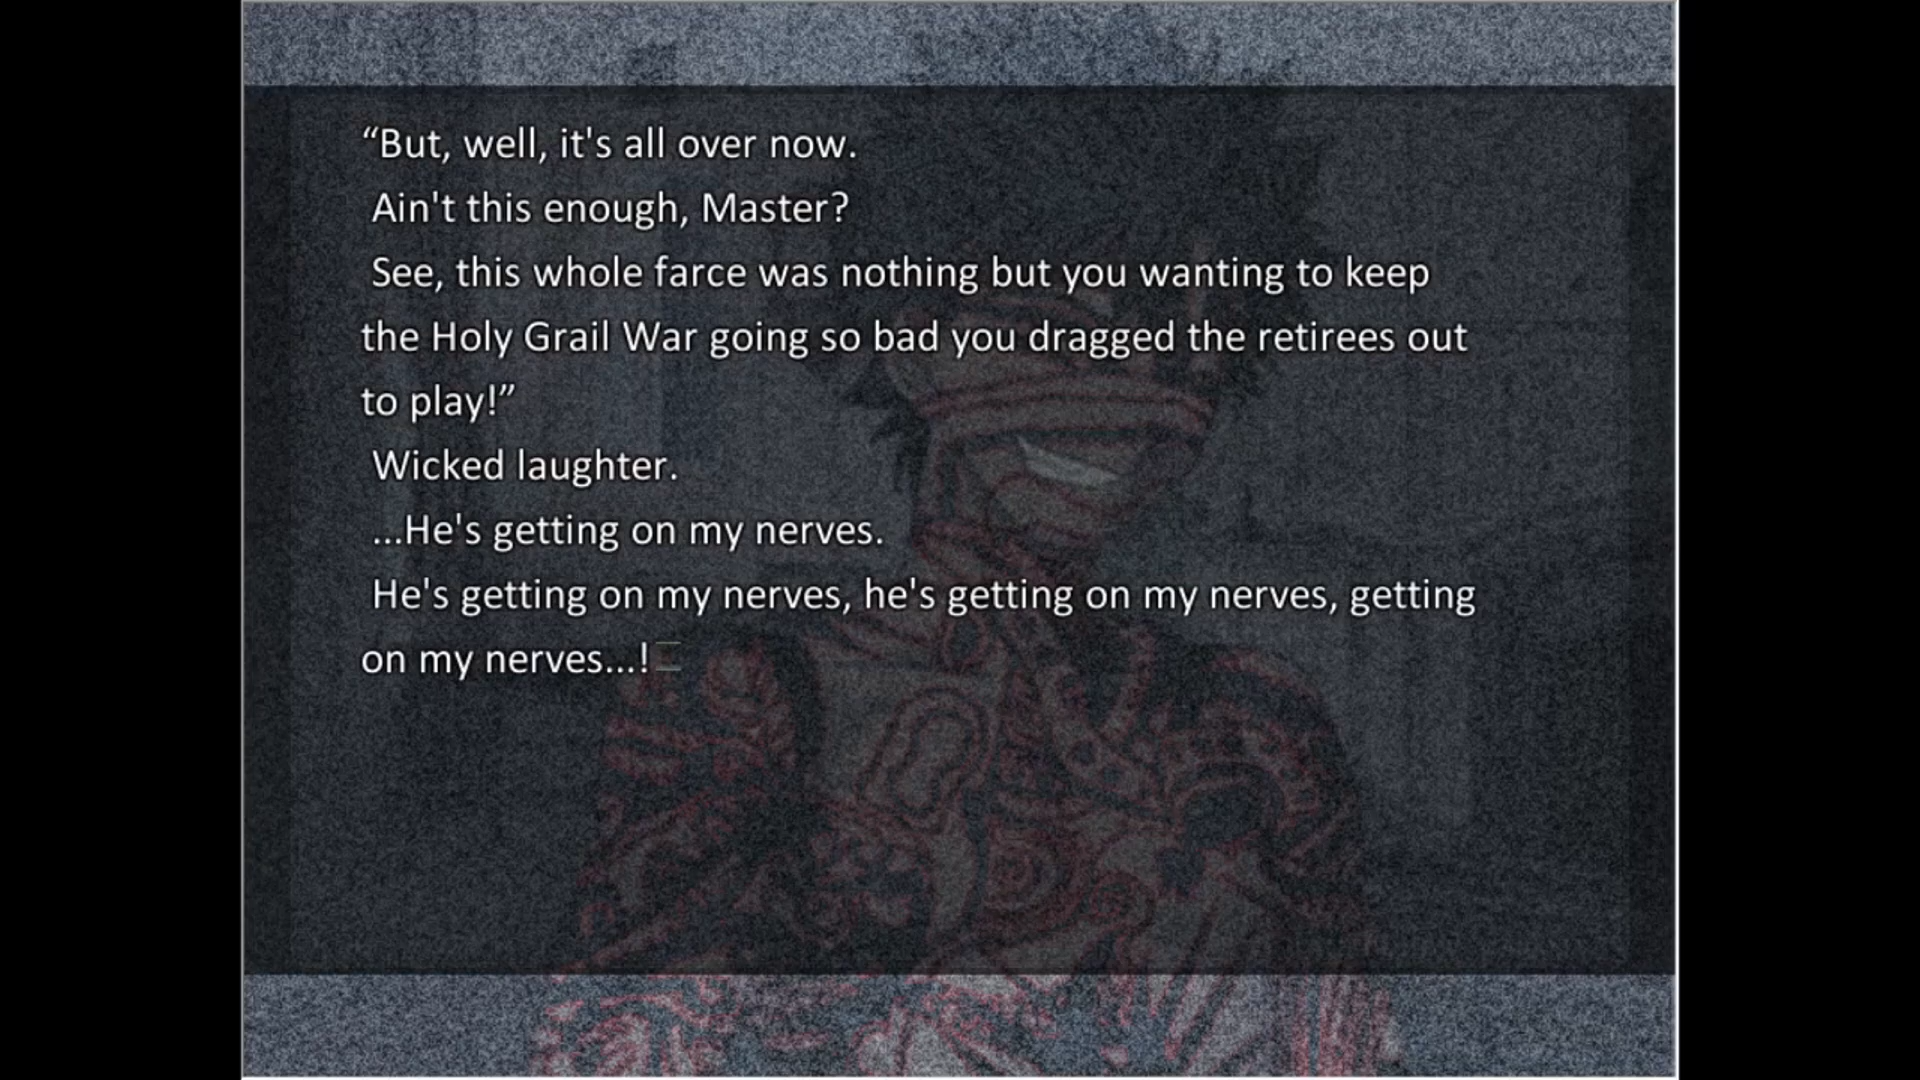 “But, well, it's all over now.
Ain't this enough, Master?
See, this whole farce was nothing but you wanting to keep
the Holy Grail War going so bad you dragged the retirees out
to play!”
Wicked laughter.
...He's getting on my nerves.
He's getting on my nerves, he's getting on my nerves, getting
on my nerves...!